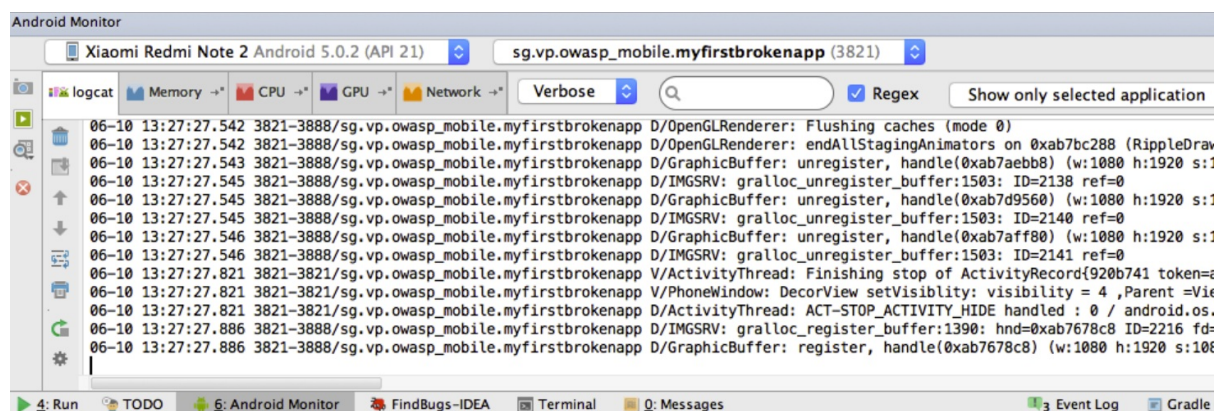 Android Monitor
Xiaomi Redmi Note 2 Android 5.0.2 (API 21) sg.vp.owasp_mobile.myfirstbrokenapp (3821)
logcat Memory CPU GPU Network Verbose Regex Show only selected application
06-10 13:27:27.542 3821-3888/sg.vp.owasp_mobile.myfirstbrokenapp D/OpenGLRenderer: Flushing caches (mode 0)
06-10 13:27:27.542 3821-3888/sg.vp.owasp_mobile.myfirstbrokenapp D/OpenGLRenderer: endAllStagingAnimators on 0xab7bc288 (RippleDraw
06-10 13:27:27.543 3821-3888/sg.vp.owasp_mobile.myfirstbrokenapp D/GraphicBuffer: unregister, handle(0xab7aebb8) (w:1080 h:1920 s:1
06-10 13:27:27.545 3821-3888/sg.vp.owasp_mobile.myfirstbrokenapp D/IMGSRV: gralloc_unregister_buffer:1503: ID=2138 ref=0
06-10 13:27:27.545 3821-3888/sg.vp.owasp_mobile.myfirstbrokenapp D/GraphicBuffer: unregister, handle(0xab7d9560) (w:1080 h:1920 s:1
06-10 13:27:27.545 3821-3888/sg.vp.owasp_mobile.myfirstbrokenapp D/IMGSRV: gralloc_unregister_buffer:1503: ID=2140 ref=0
06-10 13:27:27.546 3821-3888/sg.vp.owasp_mobile.myfirstbrokenapp D/GraphicBuffer: unregister, handle(0xab7aff80) (w:1080 h:1920 s:1
06-10 13:27:27.546 3821-3888/sg.vp.owasp_mobile.myfirstbrokenapp D/IMGSRV: gralloc_unregister_buffer:1503: ID=2141 ref=0
06-10 13:27:27.821 3821-3821/sg.vp.owasp_mobile.myfirstbrokenapp V/ActivityThread: Finishing stop of ActivityRecord{920b741 token=a
06-10 13:27:27.821 3821-3821/sg.vp.owasp_mobile.myfirstbrokenapp V/PhoneWindow: DecorView setVisiblity: visibility = 4 ,Parent =Vie
06-10 13:27:27.821 3821-3821/sg.vp.owasp_mobile.myfirstbrokenapp D/ActivityThread: ACT-STOP_ACTIVITY_HIDE handled : 0 / android.os.
06-10 13:27:27.886 3821-3888/sg.vp.owasp_mobile.myfirstbrokenapp D/IMGSRV: gralloc_register_buffer:1390: hnd=0xab7678c8 ID=2216 fd=
06-10 13:27:27.886 3821-3888/sg.vp.owasp_mobile.myfirstbrokenapp D/GraphicBuffer: register, handle(0xab7678c8) (w:1080 h:1920 s:108
4: Run TODO 6: Android Monitor FindBugs-IDEA Terminal 0: Messages 3 Event Log Gradle